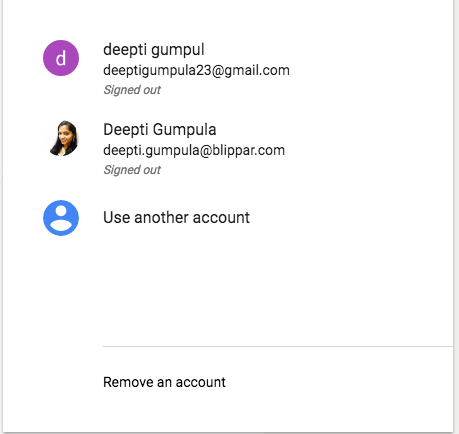 d
deepti gumpul
deeptigumpula23@gmail.com
Signed out
Deepti Gumpula
deepti.gumpula@blippar.com
Signed out
Use another account
Remove an account